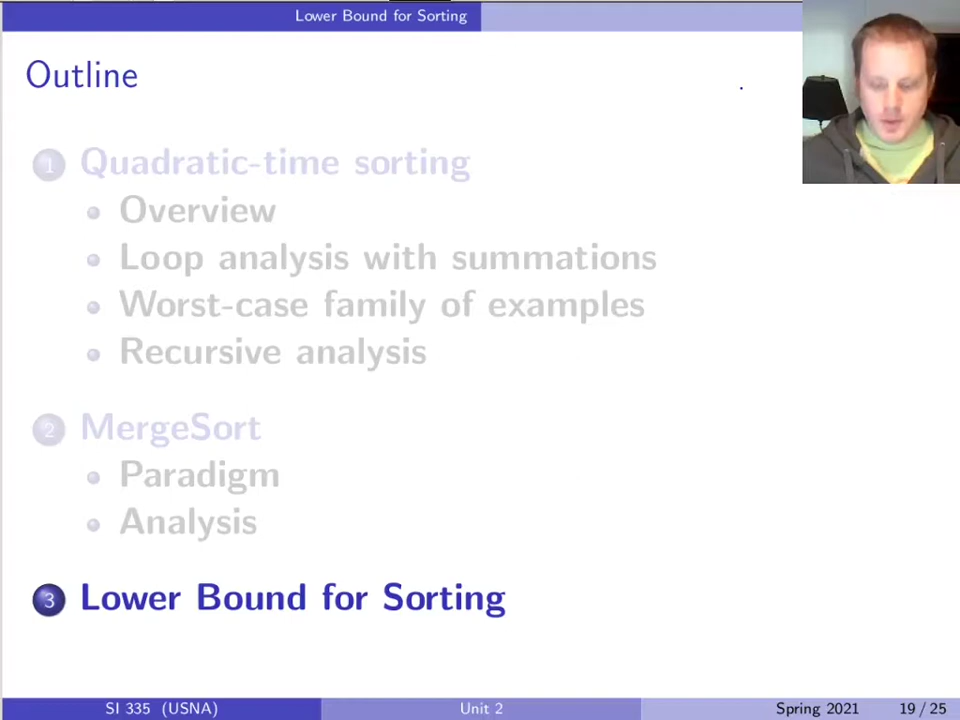 Lower Bound for Sorting
Outline
1 Quadratic-time sorting
Overview
Loop analysis with summations
Worst-case family of examples
Recursive analysis
2 MergeSort
Paradigm
Analysis
3 Lower Bound for Sorting
SI 335 (USNA) Unit 2 Spring 2021 19 / 25